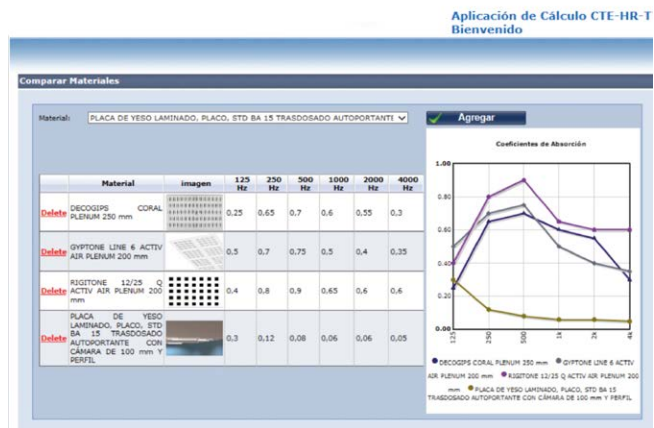 Aplicación de Cálculo CTE-HR-T
Bienvenido
Comparar Materiales
Material: PLACA DE YESO LAMINADO, PLACO, STD BA 15 TRASDOSADO AUTOPORTANTE
Agregar
Material imagen 125 Hz 250 Hz 500 Hz 1000 Hz 2000 Hz 4000 Hz
Delete DECOGIPS CORAL PLENUM 250 mm 0,25 0,65 0,7 0,6 0,55 0,3
Delete GYPTONE LINE 6 ACTIV AIR PLENUM 200 mm 0,5 0,7 0,75 0,5 0,4 0,35
Delete RIGITONE 12/25 Q ACTIV AIR PLENUM 200 mm 0,4 0,8 0,9 0,65 0,6 0,6
Delete PLACA DE YESO LAMINADO, PLACO, STD BA 15 TRASDOSADO AUTOPORTANTE CON CÁMARA DE 100 mm Y PERFIL 0,3 0,12 0,08 0,06 0,06 0,05
Coeficientes de Absorción
1.00
0.80
0.60
0.40
0.20
0.00
125 250 500 1k 2k 4k
DECOGIPS CORAL PLENUM 250 mm GYPTONE LINE 6 ACTIV
AIR PLENUM 200 mm RIGITONE 12/25 Q ACTIV AIR PLENUM 200
mm PLACA DE YESO LAMINADO, PLACO, STD BA 15
TRASDOSADO AUTOPORTANTE CON CÁMARA DE 100 mm Y PERFIL